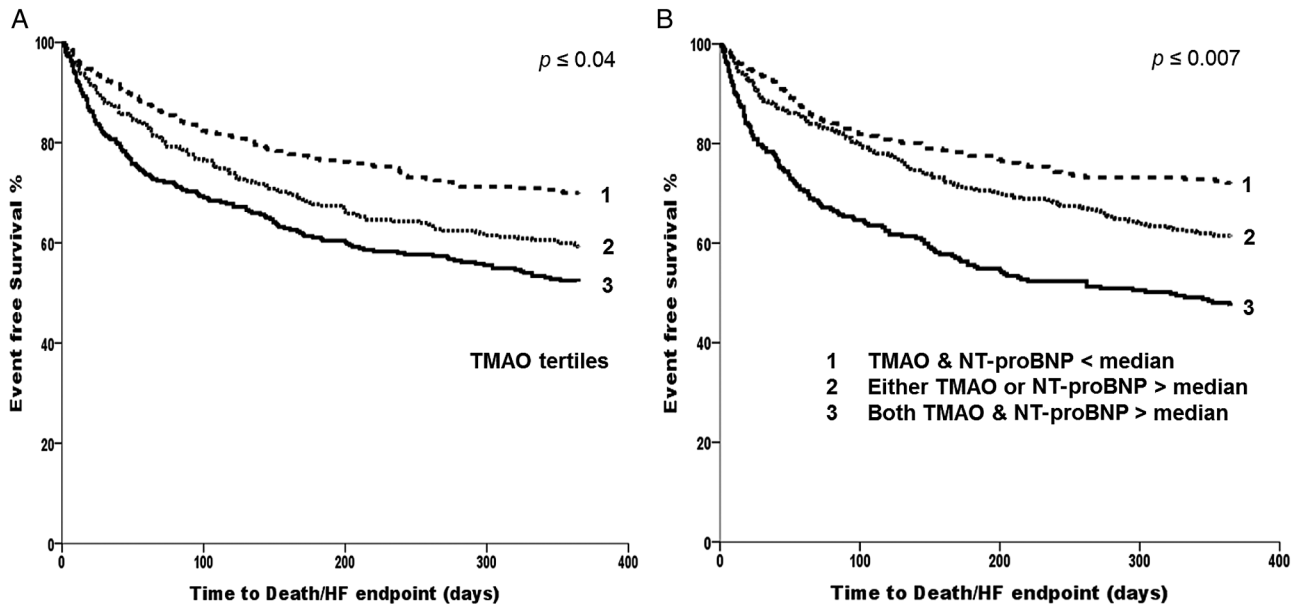 A
p ≤ 0.04
Event free Survival %
100
80
60
40
20
0
1
2
3
TMAO tertiles
0 100 200 300 400
Time to Death/HF endpoint (days)
B
p ≤ 0.007
Event free survival %
100
80
60
40
20
0
1
2
3
1 TMAO & NT-proBNP < median
2 Either TMAO or NT-proBNP > median
3 Both TMAO & NT-proBNP > median
0 100 200 300 400
Time to Death/HF endpoint (days)